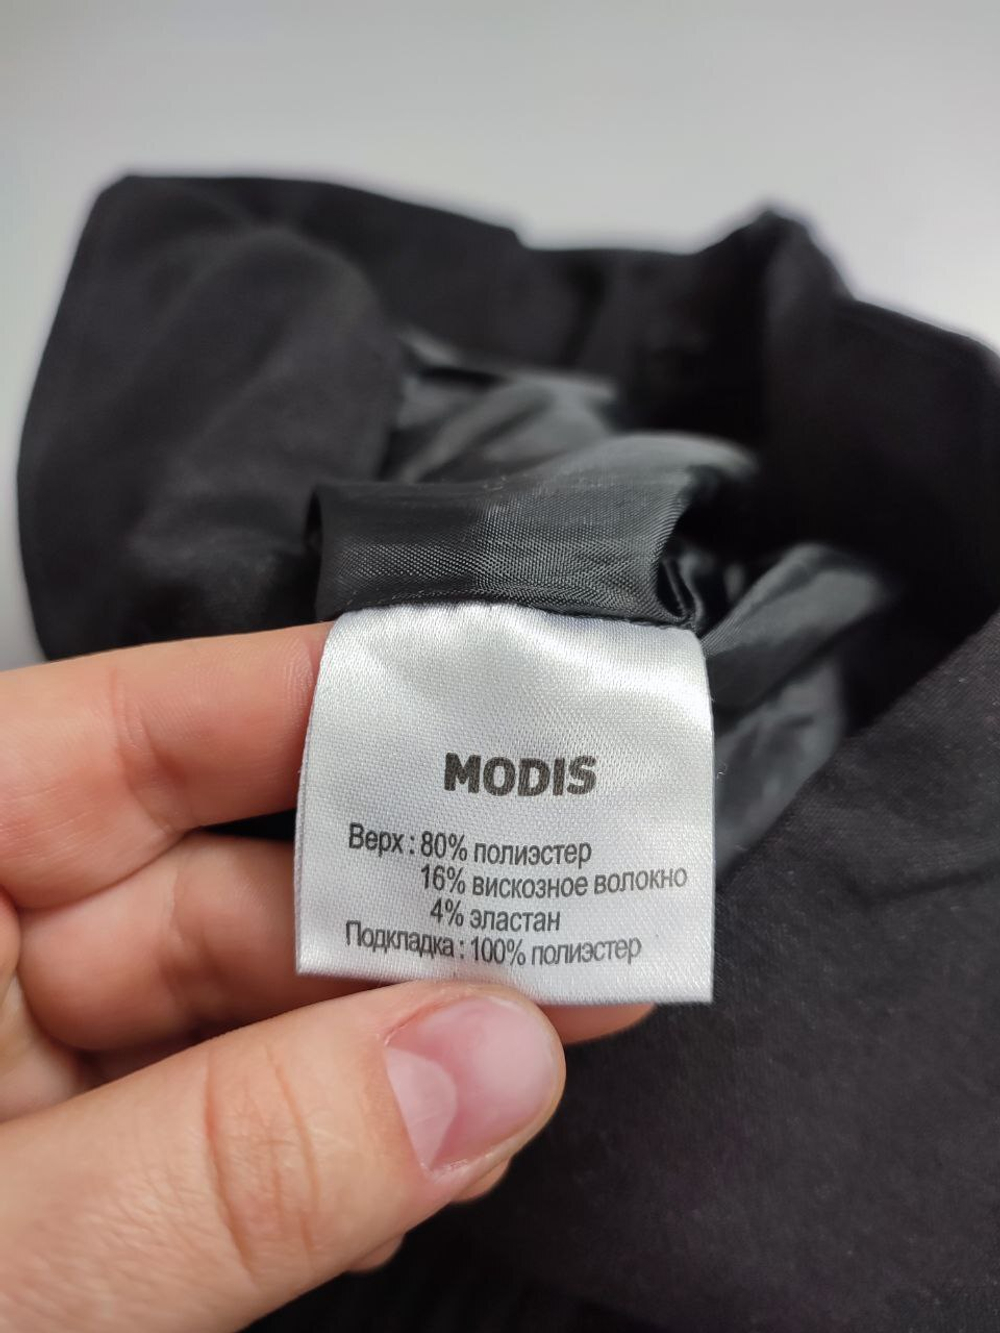 MODIS
Верх : 80% полиэстер
16% вискозное волокно
4% эластан
Подкладка : 100% полиэстер